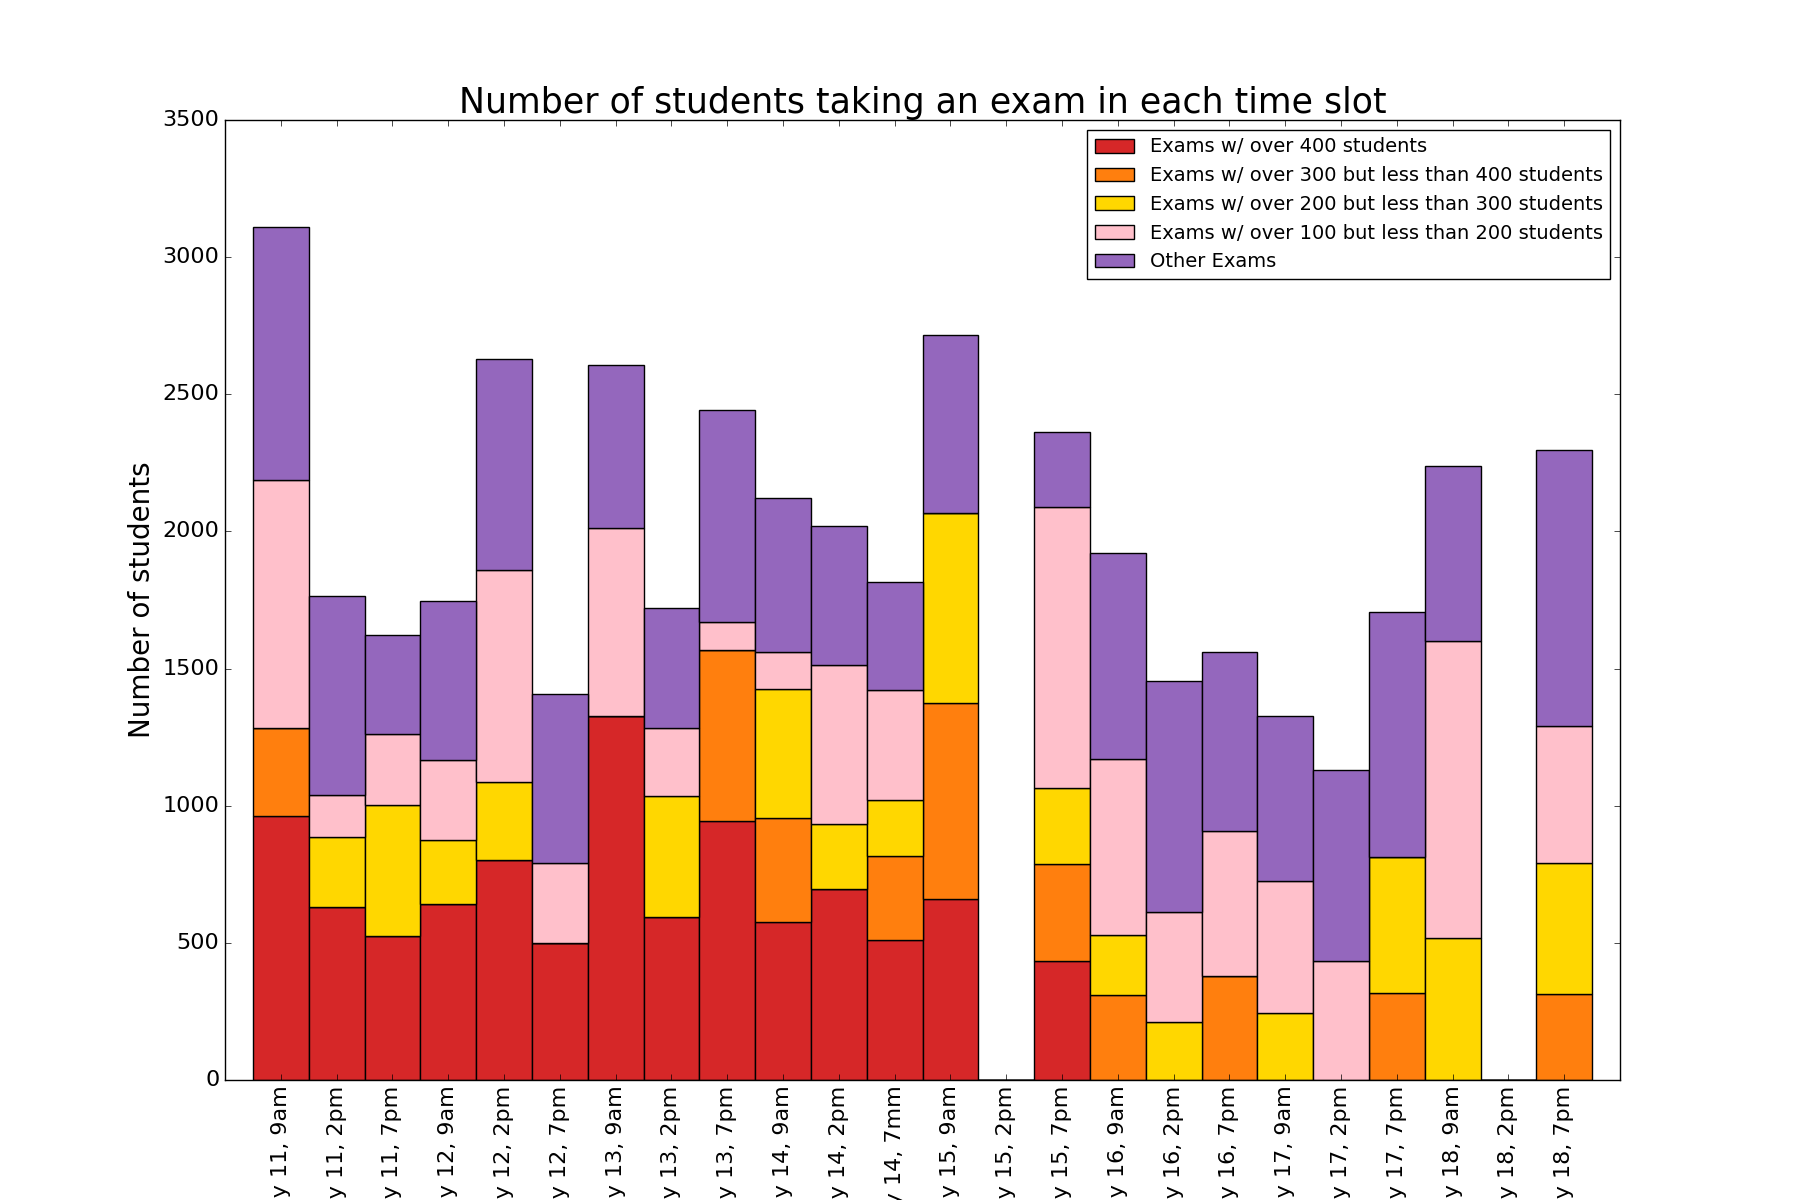 Number of students taking an exam in each time slot
3500
3000
2500
2000
1500
1000
500
0
Number of students
Exams w/ over 400 students
Exams w/ over 300 but less than 400 students
Exams w/ over 200 but less than 300 students
Exams w/ over 100 but less than 200 students
Other Exams
y 11, 9am
y 11, 2pm
y 11, 7pm
y 12, 9am
y 12, 2pm
y 12, 7pm
y 13, 9am
y 13, 2pm
y 13, 7pm
y 14, 9am
y 14, 2pm
y 14, 7mm
y 15, 9am
y 15, 2pm
y 15, 7pm
y 16, 9am
y 16, 2pm
y 16, 7pm
y 17, 9am
y 17, 2pm
y 17, 7pm
y 18, 9am
y 18, 2pm
y 18, 7pm